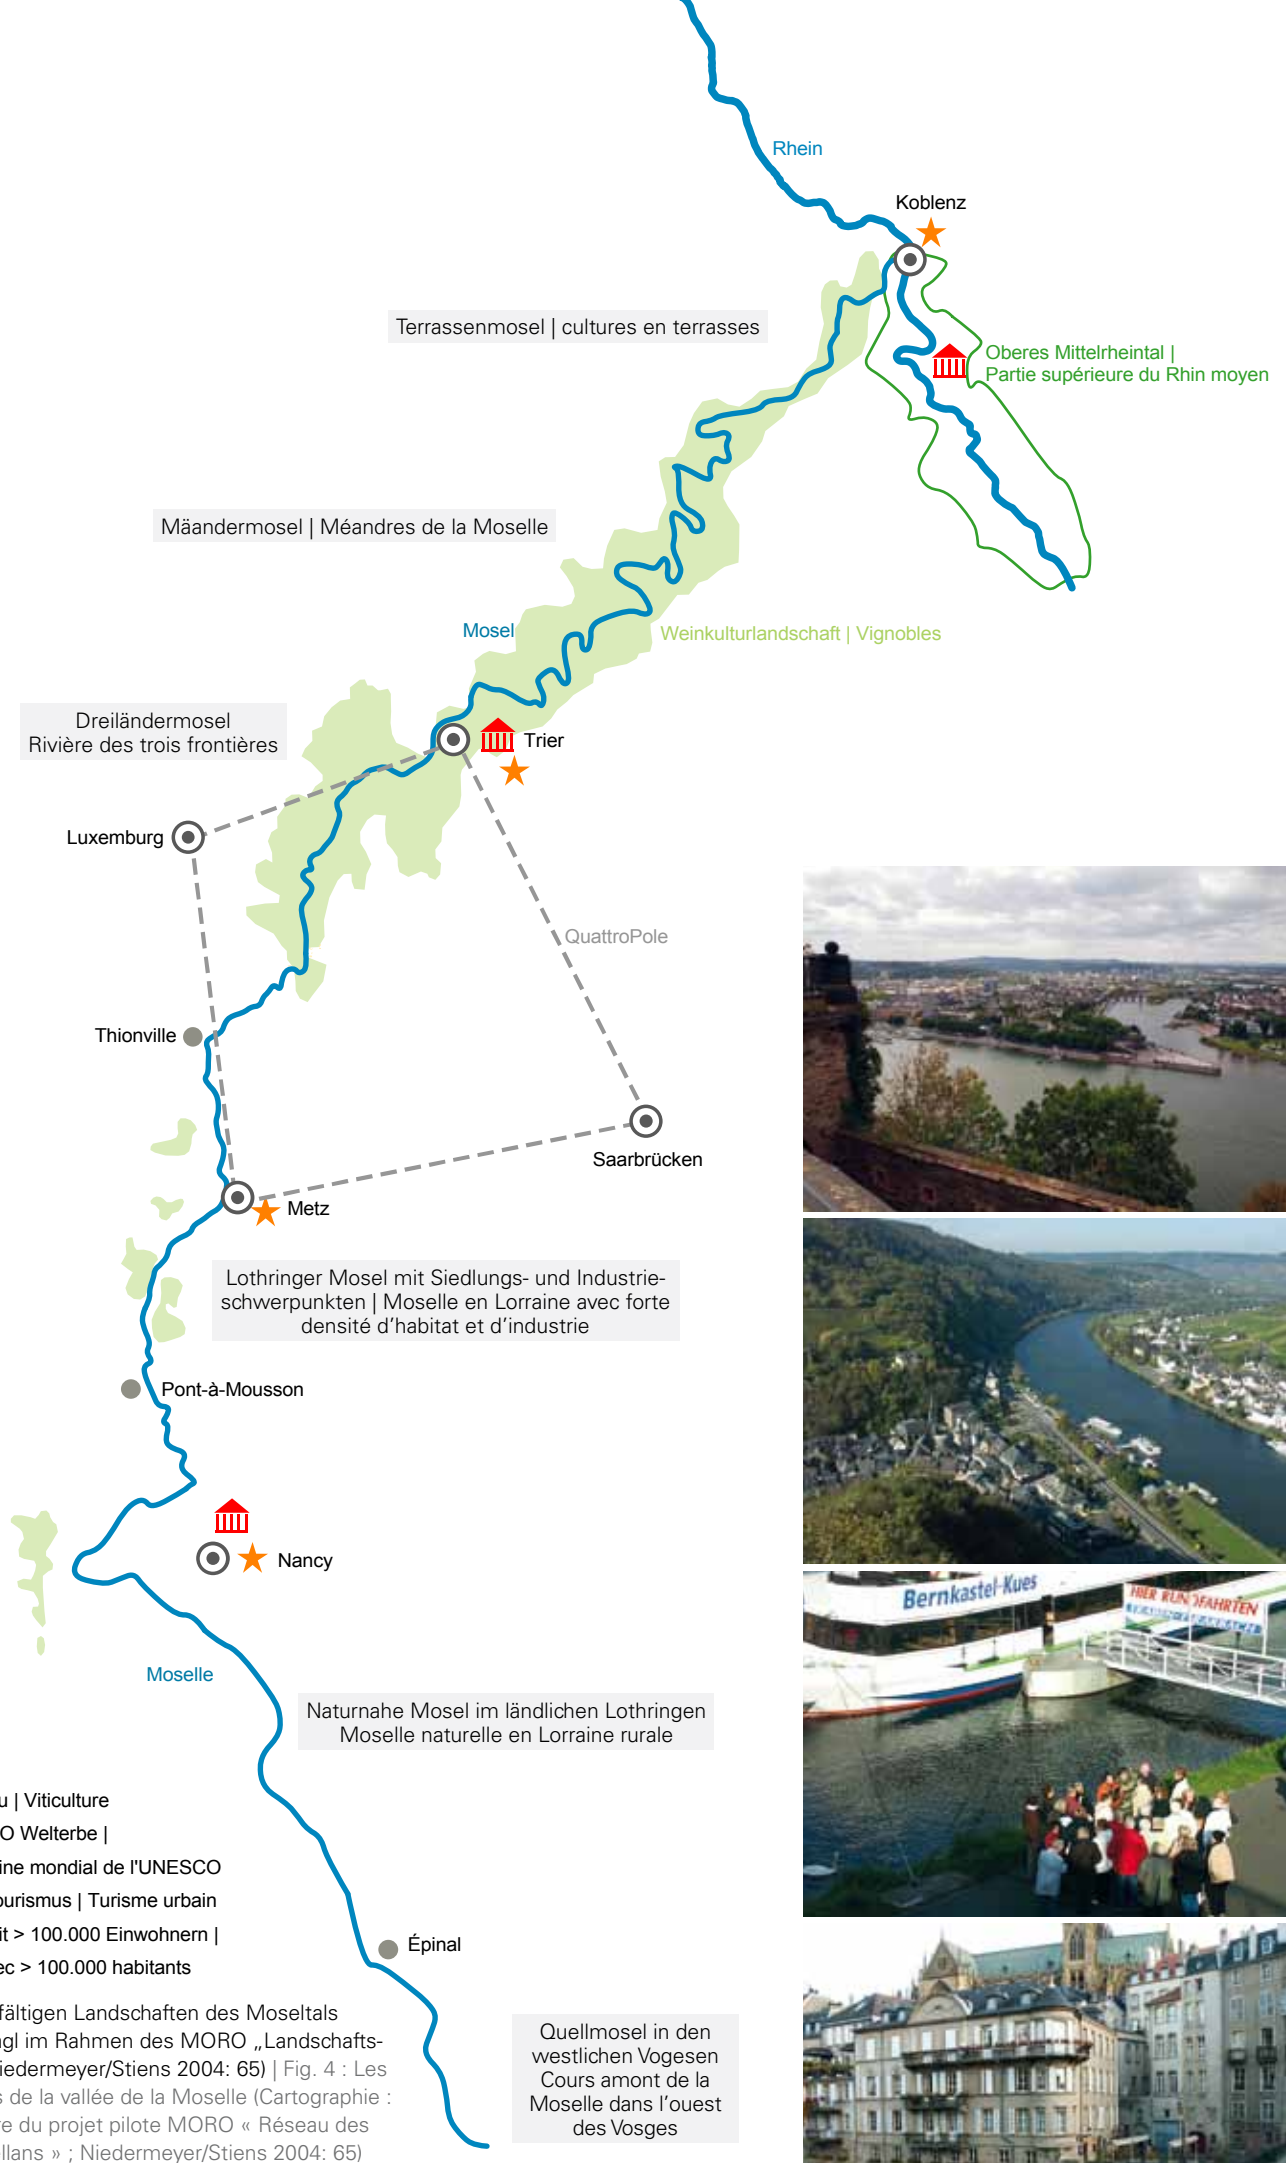 Rhein
Koblenz
Terrassenmosel | cultures en terrasses
Oberes Mittelrheintal |
Partie supérieure du Rhin moyen
Mäandermosel | Méandres de la Moselle
Mosel
Weinkulturlandschaft | Vignobles
Dreiländermosel
Rivière des trois frontières
Trier
Luxemburg
QuattroPole
Thionville
Saarbrücken
Metz
Lothringer Mosel mit Siedlungs- und Industrie-
schwerpunkten | Moselle en Lorraine avec forte
densité d'habitat et d'industrie
Pont-à-Mousson
Nancy
Bernkastel-Kues
HIER RUNDFAHRTEN
Moselle
Naturnahe Mosel im ländlichen Lothringen
Moselle naturelle en Lorraine rurale
u | Viticulture
O Welterbe |
ine mondial de l'UNESCO
ourismus | Turisme urbain
it > 100.000 Einwohnern |
ec > 100.000 habitants
Épinal
fältigen Landschaften des Moseltals
agl im Rahmen des MORO „Landschafts-
iedermeyer/Stiens 2004: 65) | Fig. 4 : Les
s de la vallée de la Moselle (Cartographie :
re du projet pilote MORO « Réseau des
ellans » ; Niedermeyer/Stiens 2004: 65)
Quellmosel in den
westlichen Vogesen
Cours amont de la
Moselle dans l'ouest
des Vosges